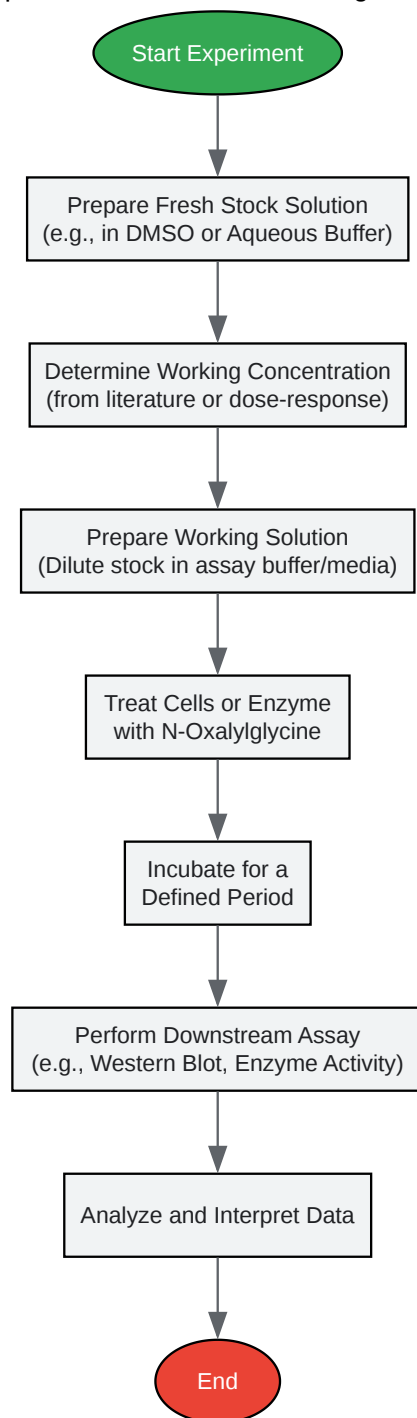 Start Experiment
Prepare Fresh Stock Solution
(e.g., in DMSO or Aqueous Buffer)
Determine Working Concentration
(from literature or dose-response)
Prepare Working Solution
(Dilute stock in assay buffer/media)
Treat Cells or Enzyme
with N-Oxalylglycine
Incubate for a
Defined Period
Perform Downstream Assay
(e.g., Western Blot, Enzyme Activity)
Analyze and Interpret Data
End